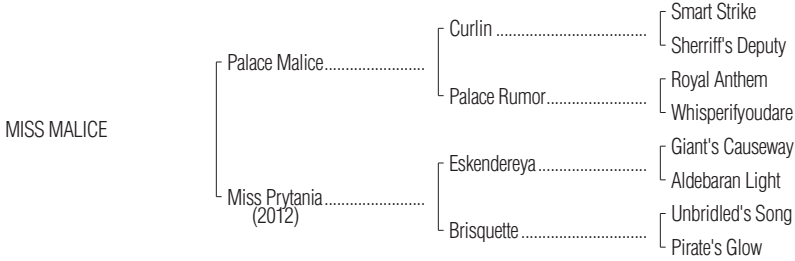 Smart Strike
Curlin ....................................
Sherriff's Deputy
Palace Malice........................
Royal Anthem
Palace Rumor........................
Whisperifyoudare
MISS MALICE
Giant's Causeway
Eskendereya..........................
Aldebaran Light
Miss Prytania........................
(2012)
Unbridled's Song
Brisquette..............................
Pirate's Glow